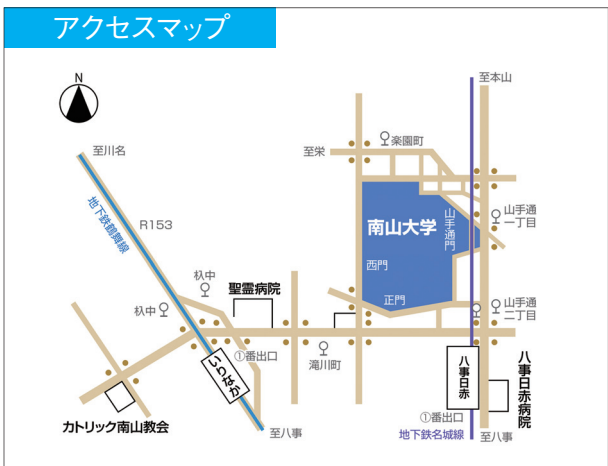 アクセスマップ
N
至本山
至川名
至栄
楽園町
地下鉄鶴舞線
R153
南山大学
山手通門
山手通
一丁目
西門
杁中
聖霊病院
正門
杁中
山手通
二丁目
①番出口
滝川町
いりなか
八事日赤
八事日赤病院
カトリック南山教会
①番出口
至八事
地下鉄名城線
至八事